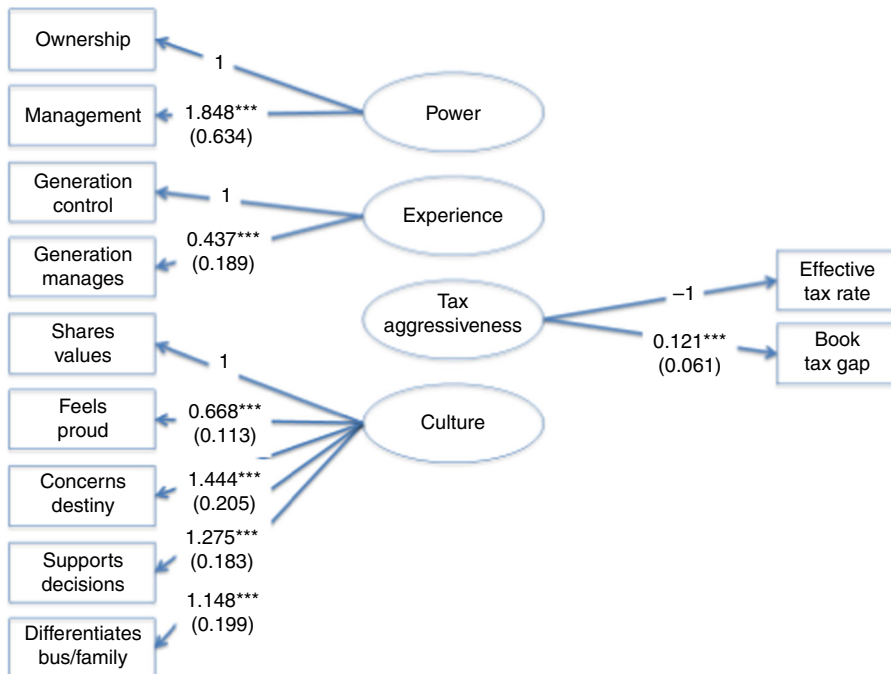 Ownership
1
Management
1.848***
(0.634)
Power
Generation
control
1
Experience
Generation
manages
0.437***
(0.189)
Tax
aggressiveness
–1
Effective
tax rate
0.121***
(0.061)
Book
tax gap
Shares
values
1
Feels
proud
0.668***
(0.113)
Culture
Concerns
destiny
1.444***
(0.205)
Supports
decisions
1.275***
(0.183)
Differentiates
bus/family
1.148***
(0.199)